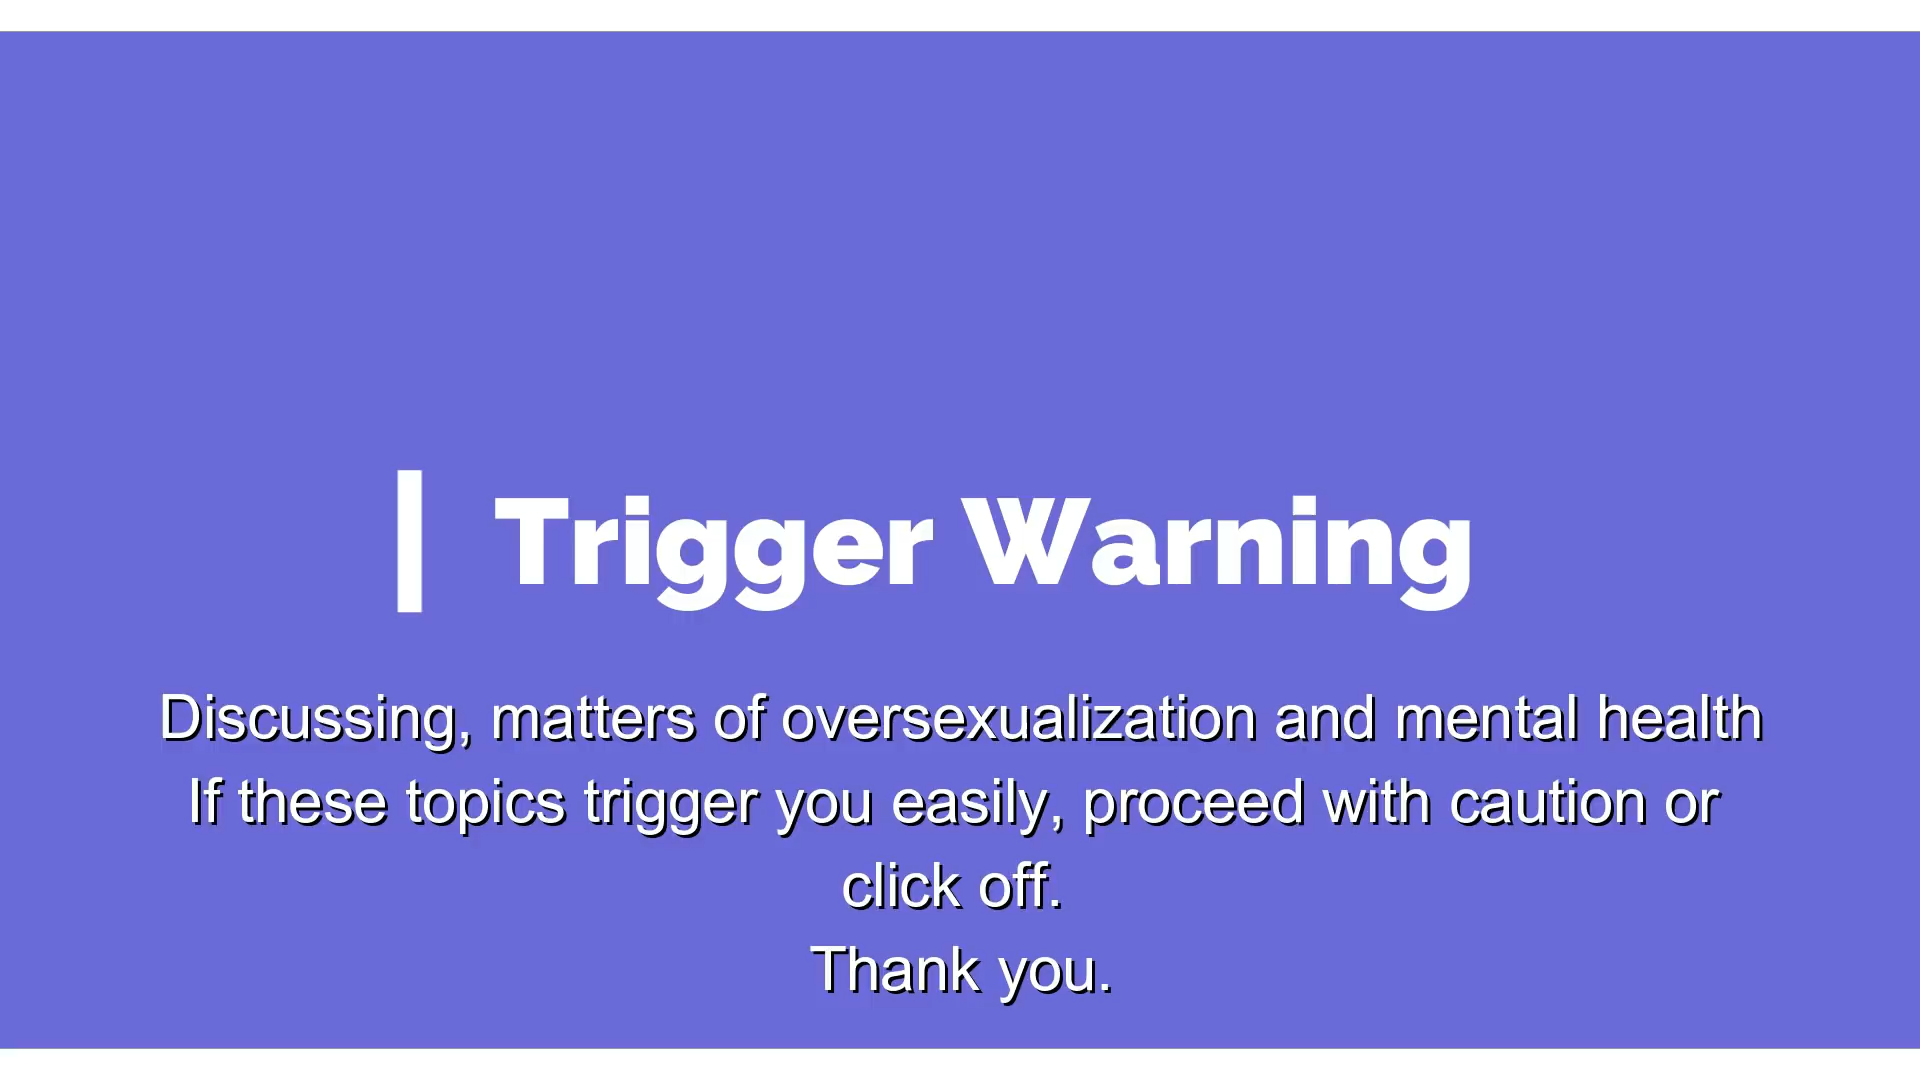 Trigger Warning
Discussing, matters of oversexualization and mental health
If these topics trigger you easily, proceed with caution or
click off.
Thank you.